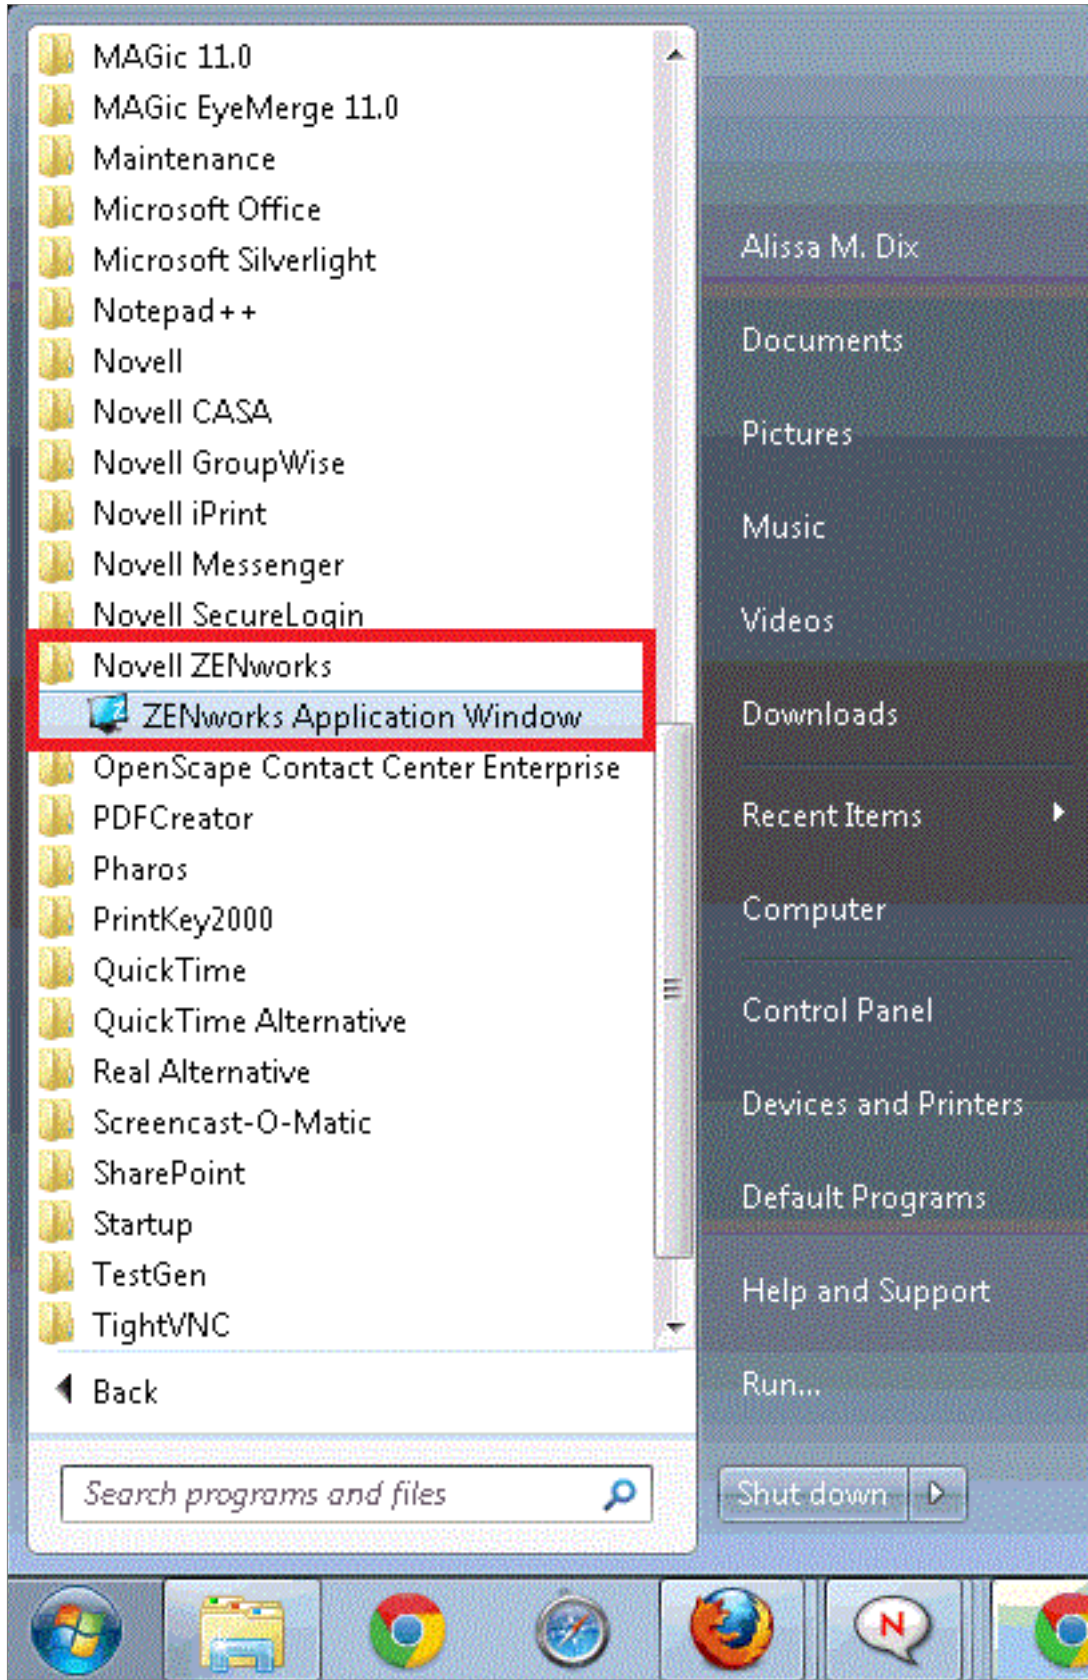 MAGic 11.0
MAGic EyeMerge 11.0
Maintenance
Microsoft Office
Microsoft Silverlight
Notepad++
Novell
Novell CASA
Novell GroupWise
Novell iPrint
Novell Messenger
Novell SecureLogin
Novell ZENworks
ZENworks Application Window
OpenScape Contact Center Enterprise
PDFCreator
Pharos
PrintKey2000
QuickTime
QuickTime Alternative
Real Alternative
Screencast-O-Matic
SharePoint
Startup
TestGen
TightVNC
Back
Search programs and files
Alissa M. Dix
Documents
Pictures
Music
Videos
Downloads
Recent Items
Computer
Control Panel
Devices and Printers
Default Programs
Help and Support
Run...
Shut down
N